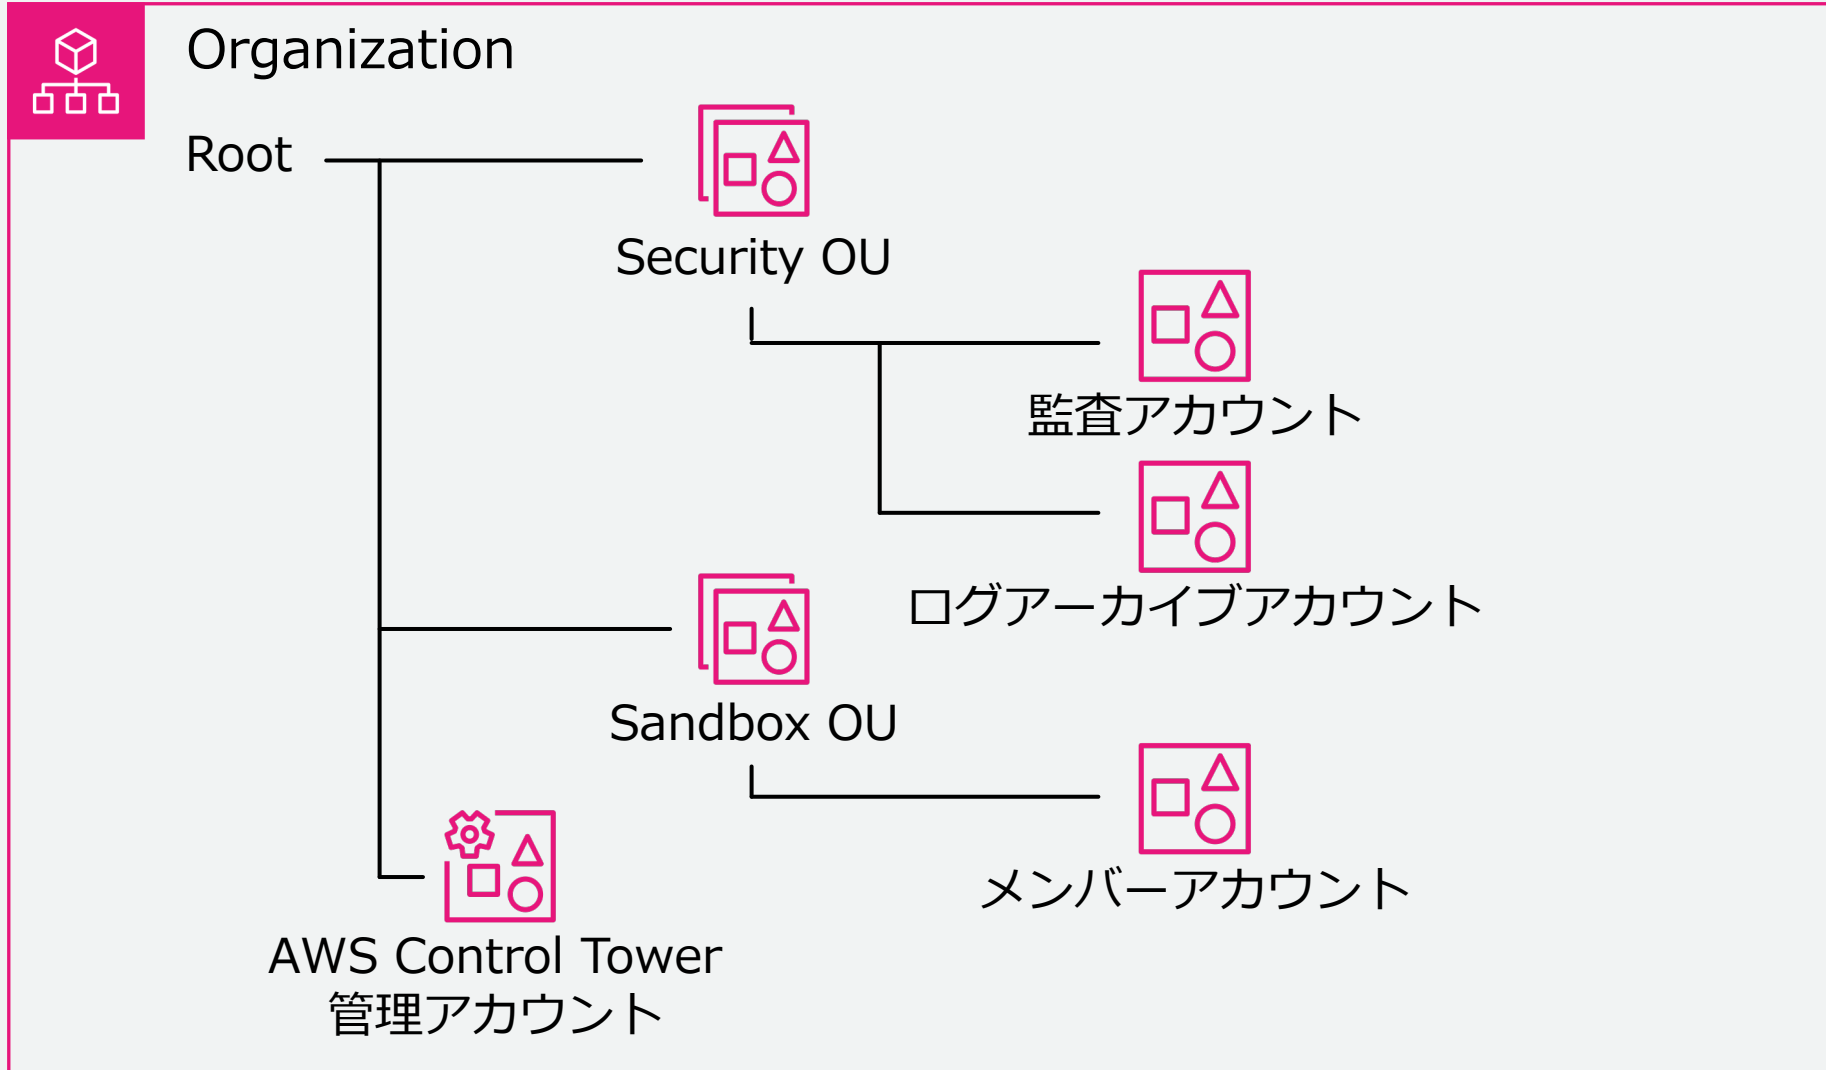 Organization
Root
Security OU
監査アカウント
ログアーカイブアカウント
Sandbox OU
メンバーアカウント
AWS Control Tower
管理アカウント